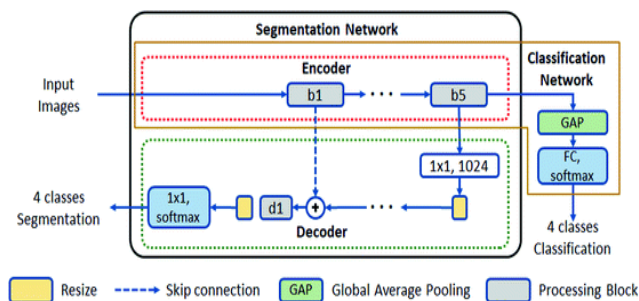 Segmentation Network
Encoder
Classification
Network
Input
Images
b1
b5
GAP
FC,
softmax
1x1, 1024
4 classes
Segmentation
1x1,
softmax
d1
+
Decoder
4 classes
Classification
Resize
Skip connection
GAP
Global Average Pooling
Processing Block